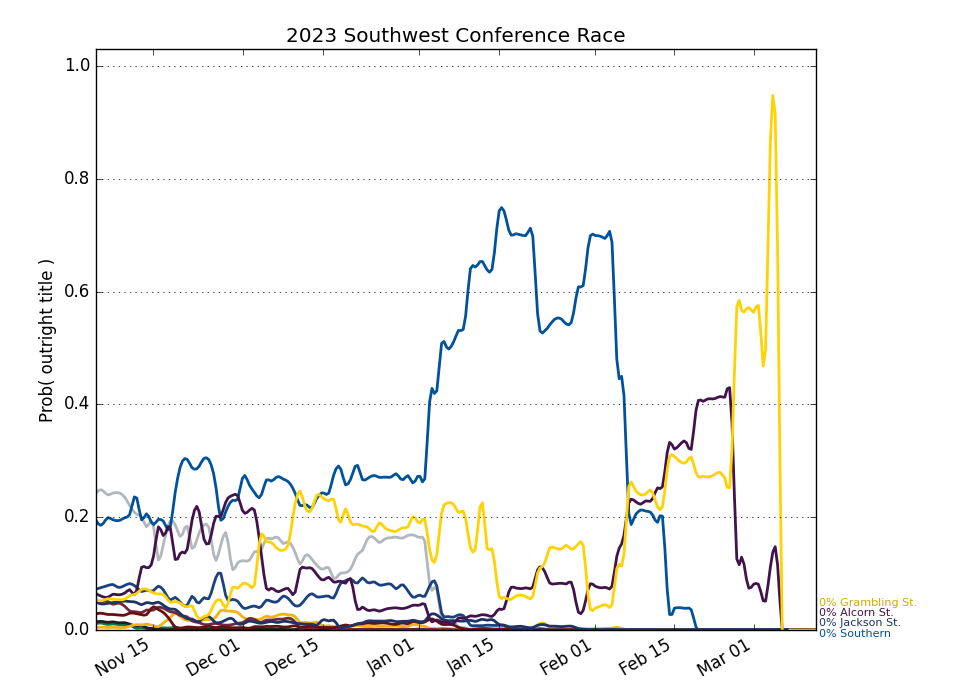 2023 Southwest Conference Race
Prob( outright title )
1.0
0.8
0.6
0.4
0.2
0.0
Nov 15
Dec 01
Dec 15
Jan 01
Jan 15
Feb 01
Feb 15
Mar 01
0% Grambling St.
0% Alcorn St.
0% Jackson St.
0% Southern